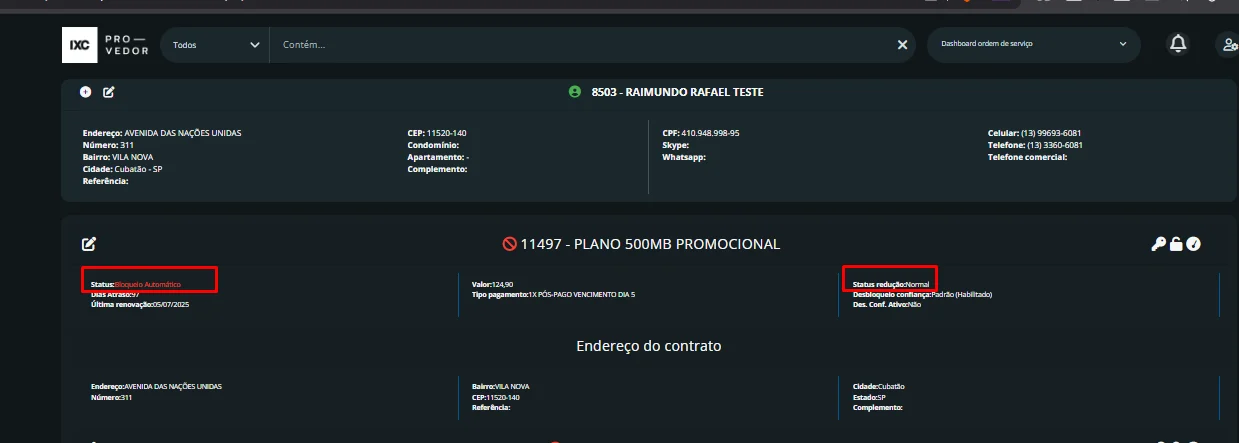 IXC PRO—VEDOR
Todos
Contém...
Dashboard ordem de serviço
8503 - RAIMUNDO RAFAEL TESTE
Endereço: AVENIDA DAS NAÇÕES UNIDAS
Número: 311
Bairro: VILA NOVA
Cidade: Cubatão - SP
Referência:
CEP: 11520-140
Condomínio:
Apartamento: -
Complemento:
CPF: 410.948.998-95
Skype:
Whatsapp:
Celular: (13) 99693-6081
Telefone: (13) 3360-6081
Telefone comercial:
11497 - PLANO 500MB PROMOCIONAL
Status:Bloqueio Automático
Dias Atraso:97
Última renovação:05/07/2025
Valor:124,90
Tipo pagamento:1X PÓS-PAGO VENCIMENTO DIA 5
Status redução:Normal
Desbloqueio confiança:Padrão (Habilitado)
Des. Conf. Ativo:Não
Endereço do contrato
Endereço:AVENIDA DAS NAÇÕES UNIDAS
Número:311
Bairro:VILA NOVA
CEP:11520-140
Referência:
Cidade:Cubatão
Estado:SP
Complemento: